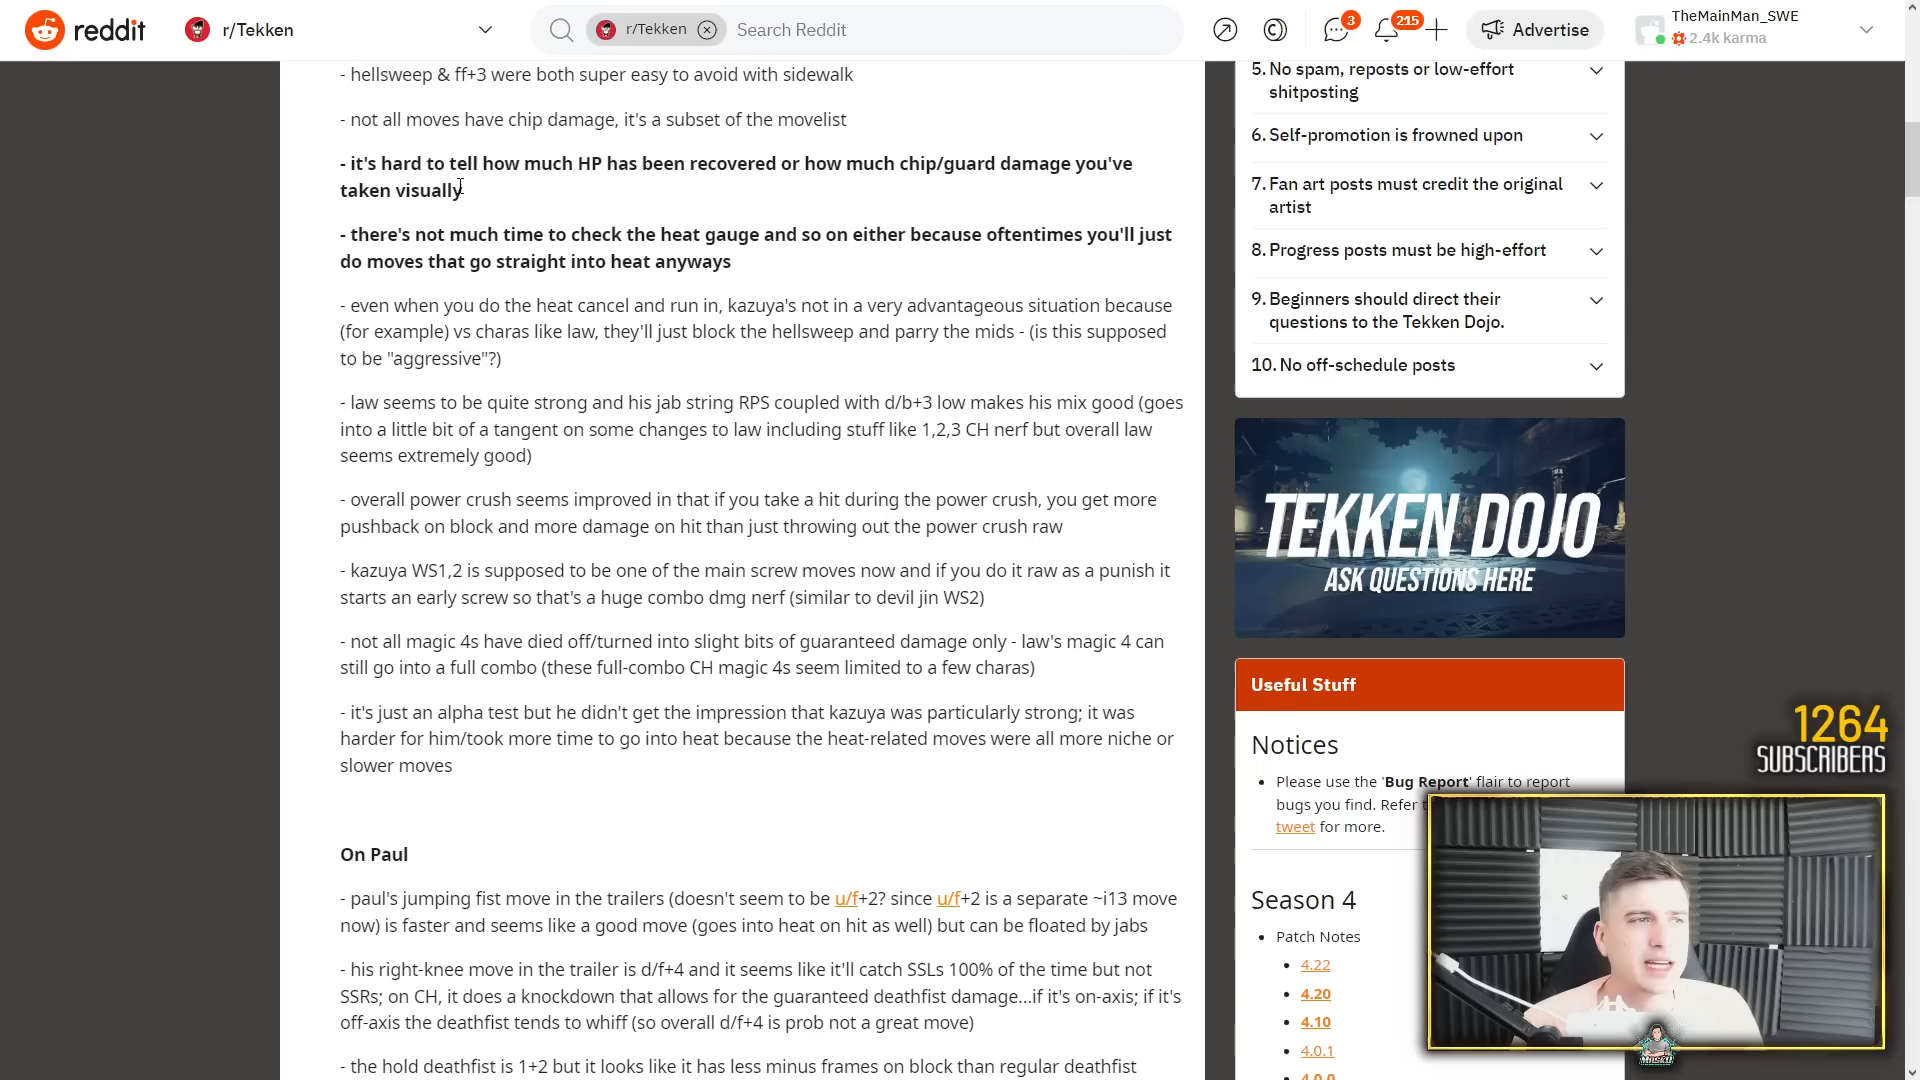 reddit
r/Tekken
r/Tekken
Search Reddit
3
215
Advertise
TheMainMan_SWE
2.4k karma
- hellsweep & ff+3 were both super easy to avoid with sidewalk
- not all moves have chip damage, it's a subset of the movelist
- it's hard to tell how much HP has been recovered or how much chip/guard damage you've
taken visually
- there's not much time to check the heat gauge and so on either because oftentimes you'll just
do moves that go straight into heat anyways
- even when you do the heat cancel and run in, kazuya's not in a very advantageous situation because
(for example) vs charas like law, they'll just block the hellsweep and parry the mids - (is this supposed
to be "aggressive"?)
- law seems to be quite strong and his jab string RPS coupled with d/b+3 low makes his mix good (goes
into a little bit of a tangent on some changes to law including stuff like 1,2,3 CH nerf but overall law
seems extremely good)
- overall power crush seems improved in that if you take a hit during the power crush, you get more
pushback on block and more damage on hit than just throwing out the power crush raw
- kazuya WS1,2 is supposed to be one of the main screw moves now and if you do it raw as a punish it
starts an early screw so that's a huge combo dmg nerf (similar to devil jin WS2)
- not all magic 4s have died off/turned into slight bits of guaranteed damage only - law's magic 4 can
still go into a full combo (these full-combo CH magic 4s seem limited to a few charas)
- it's just an alpha test but he didn't get the impression that kazuya was particularly strong; it was
harder for him/took more time to go into heat because the heat-related moves were all more niche or
slower moves
On Paul
- paul's jumping fist move in the trailers (doesn't seem to be u/f+2? since u/f+2 is a separate ~i13 move
now) is faster and seems like a good move (goes into heat on hit as well) but can be floated by jabs
- his right-knee move in the trailer is d/f+4 and it seems like it'll catch SSLs 100% of the time but not
SSRs; on CH, it does a knockdown that allows for the guaranteed deathfist damage...if it's on-axis; if it's
off-axis the deathfist tends to whiff (so overall d/f+4 is prob not a great move)
- the hold deathfist is 1+2 but it looks like it has less minus frames on block than regular deathfist
5. No spam, reposts or low-effort
shitposting
6. Self-promotion is frowned upon
7. Fan art posts must credit the original
artist
8. Progress posts must be high-effort
9. Beginners should direct their
questions to the Tekken Dojo.
10. No off-schedule posts
TEKKEN DOJO
ASK QUESTIONS HERE
Useful Stuff
Notices
Please use the 'Bug Report' flair to report
bugs you find. Refer
tweet for more.
Season 4
Patch Notes
4.22
4.20
4.10
4.0.1
4.0.0
1264
SUBSCRIBERS